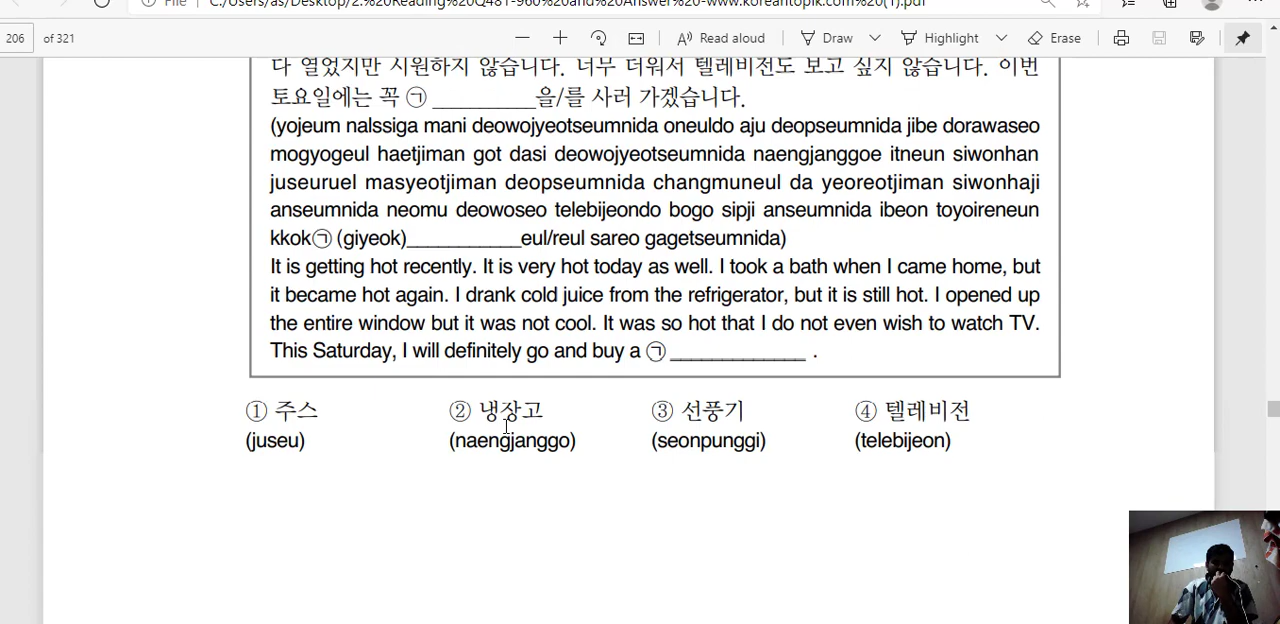 File | C:/Users/as/Desktop/2.%20Reading%20Q481-960%20and%20Answer%20-www.koreantopik.com%20(1).pdf
206 of 321 Read aloud Draw Highlight Erase
다 열었지만 시원하지 않습니다. 너무 더워서 텔레비전도 보고 싶지 않습니다. 이번
토요일에는 꼭 ㉠ __________을/를 사러 가겠습니다.
(yojeum nalssiga mani deowojyeotseumnida oneuldo aju deopseumnida jibe dorawaseo
mogyogeul haetjiman got dasi deowojyeotseumnida naengjanggoe itneun siwonhan
juseuruel masyeotjiman deopseumnida changmuneul da yeoreotjiman siwonhaji
anseumnida neomu deowoseo telebijeondo bogo sipji anseumnida ibeon toyoireneun
kkok㉠ (giyeok)___________eul/reul sareo gagetseumnida)
It is getting hot recently. It is very hot today as well. I took a bath when I came home, but
it became hot again. I drank cold juice from the refrigerator, but it is still hot. I opened up
the entire window but it was not cool. It was so hot that I do not even wish to watch TV.
This Saturday, I will definitely go and buy a ㉠ _____________ .
① 주스 ② 냉장고 ③ 선풍기 ④ 텔레비전
(juseu) (naengjanggo) (seonpunggi) (telebijeon)